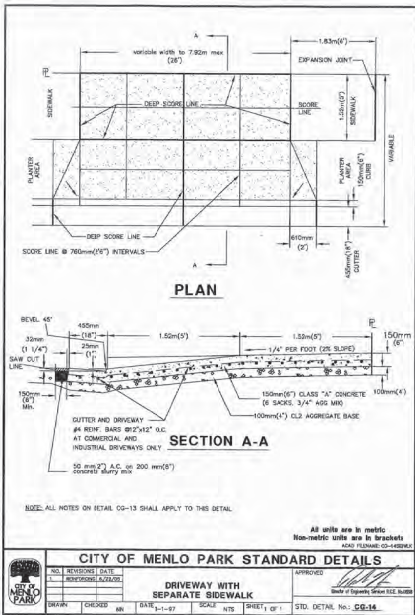 A
variable width to 7.92m max
(26')
1.83m(6')
EXPANSION JOINT
SIDEWALK
DEEP SCORE LINE
SCORE
LINE
1.52m(5')
SIDEWALK
VARIABLE
PLANTER
AREA
PLANTER
AREA
150mm(6")
CURB
DEEP SCORE LINE
A
SCORE LINE @ 760mm(1'6") INTERVALS
610mm
(2')
455mm(18")
GUTTER
PLAN
BEVEL 45°
32mm
(1 1/4")
SAW CUT
LINE
455mm
(18")
25mm
(1")
1.52m(5')
1.52m(5')
150mm
(6")
1/4" PER FOOT (2% SLOPE)
150mm
(6")
Min.
150mm(6") CLASS "A" CONCRETE
(6 SACKS, 3/4" AGG MIX)
100mm(4")
100mm(4") CL2 AGGREGATE BASE
GUTTER AND DRIVEWAY
#4 REINF. BARS @12"x12" O.C.
AT COMMERCIAL AND
INDUSTRIAL DRIVEWAYS ONLY
SECTION A-A
50 mm 2") A.C. on 200 mm(8")
concrete slurry mix
NOTE: ALL NOTES ON DETAIL CG-13 SHALL APPLY TO THIS DETAIL
All units are in metric
Non-metric units are in brackets
CITY OF MENLO PARK STANDARD DETAILS
NO. REVISIONS DATE
APPROVED
DRIVEWAY WITH
SEPARATE SIDEWALK
CITY OF
MENLO
PARK
DRAWN CHECKED DATE 1-1-97 SCALE NTS SHEET 1 OF 1 STD. DETAIL No.: CG-14